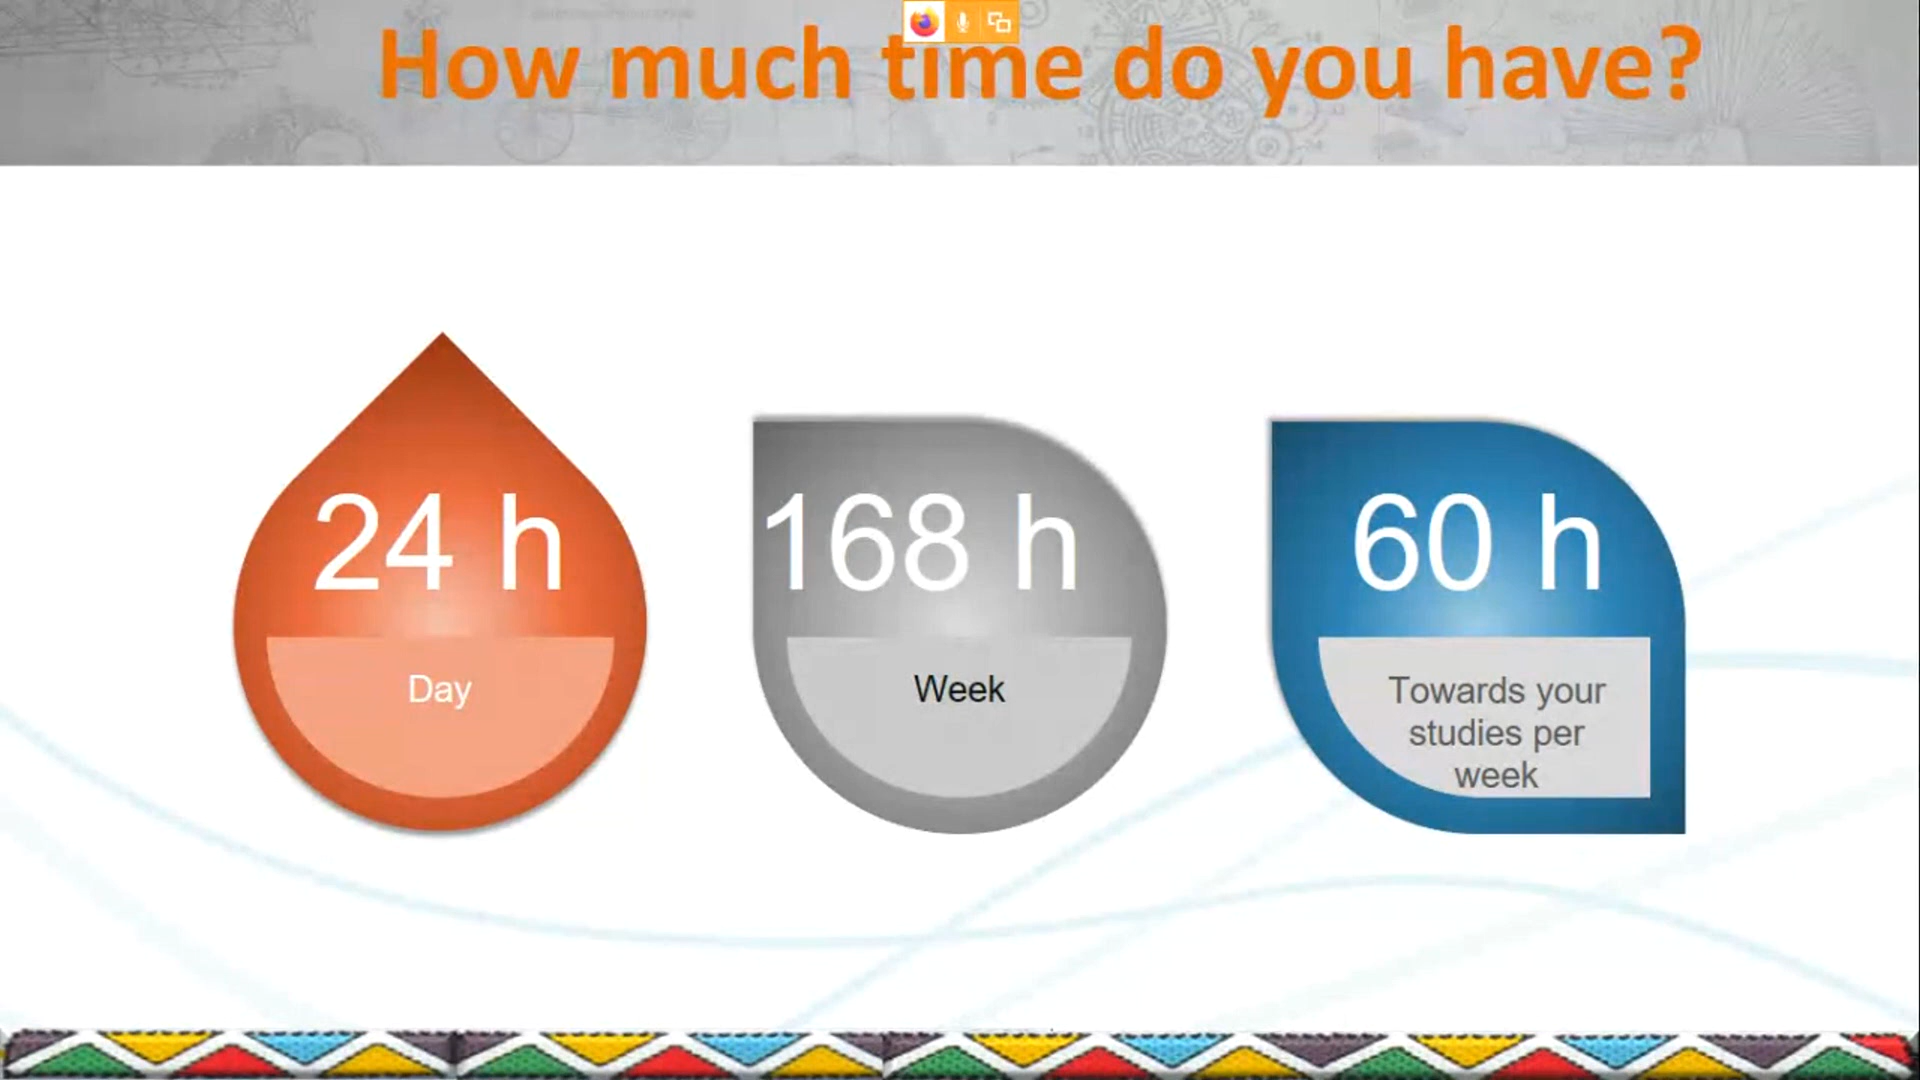 How much time do you have?
24 h
Day
168 h
Week
60 h
Towards your
studies per
week